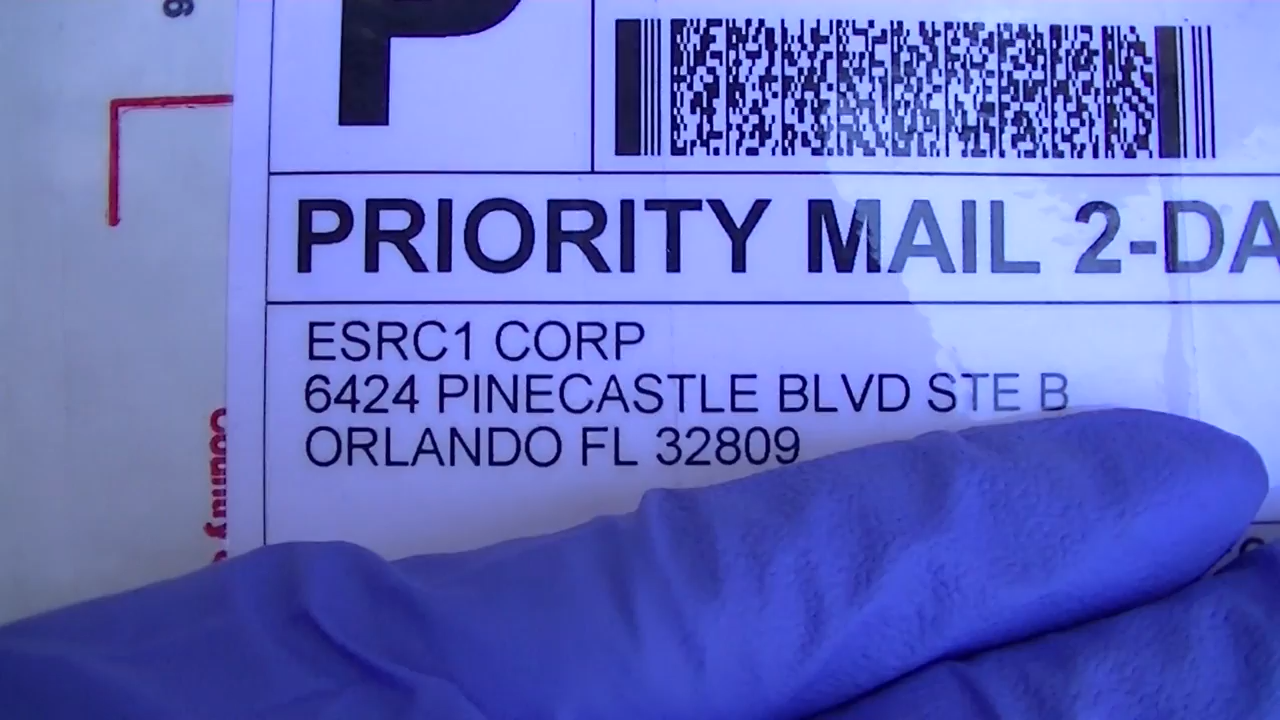 P
PRIORITY MAIL 2-DA
ESRC1 CORP
6424 PINECASTLE BLVD STE B
ORLANDO FL 32809